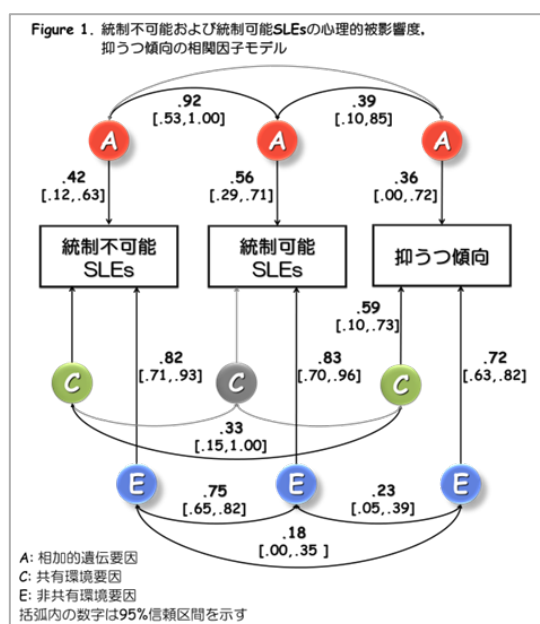 Figure 1. 統制不可能および統制可能SLEsの心理的被影響度,
抑うつ傾向の相関因子モデル
.92
[.53,1.00]
.39
[.10,85]
A
A
A
.42
[.12,.63]
.56
[.29,.71]
.36
[.00,.72]
統制不可能
SLEs
統制可能
SLEs
抑うつ傾向
.59
[.10,.73]
.82
[.71,.93]
.83
[.70,.96]
.72
[.63,.82]
C
C
C
.33
[.15,1.00]
E
E
E
.75
[.65,.82]
.23
[.05,.39]
.18
[.00,.35 ]
A: 相加的遺伝要因
C: 共有環境要因
E: 非共有環境要因
括弧内の数字は95%信頼区間を示す